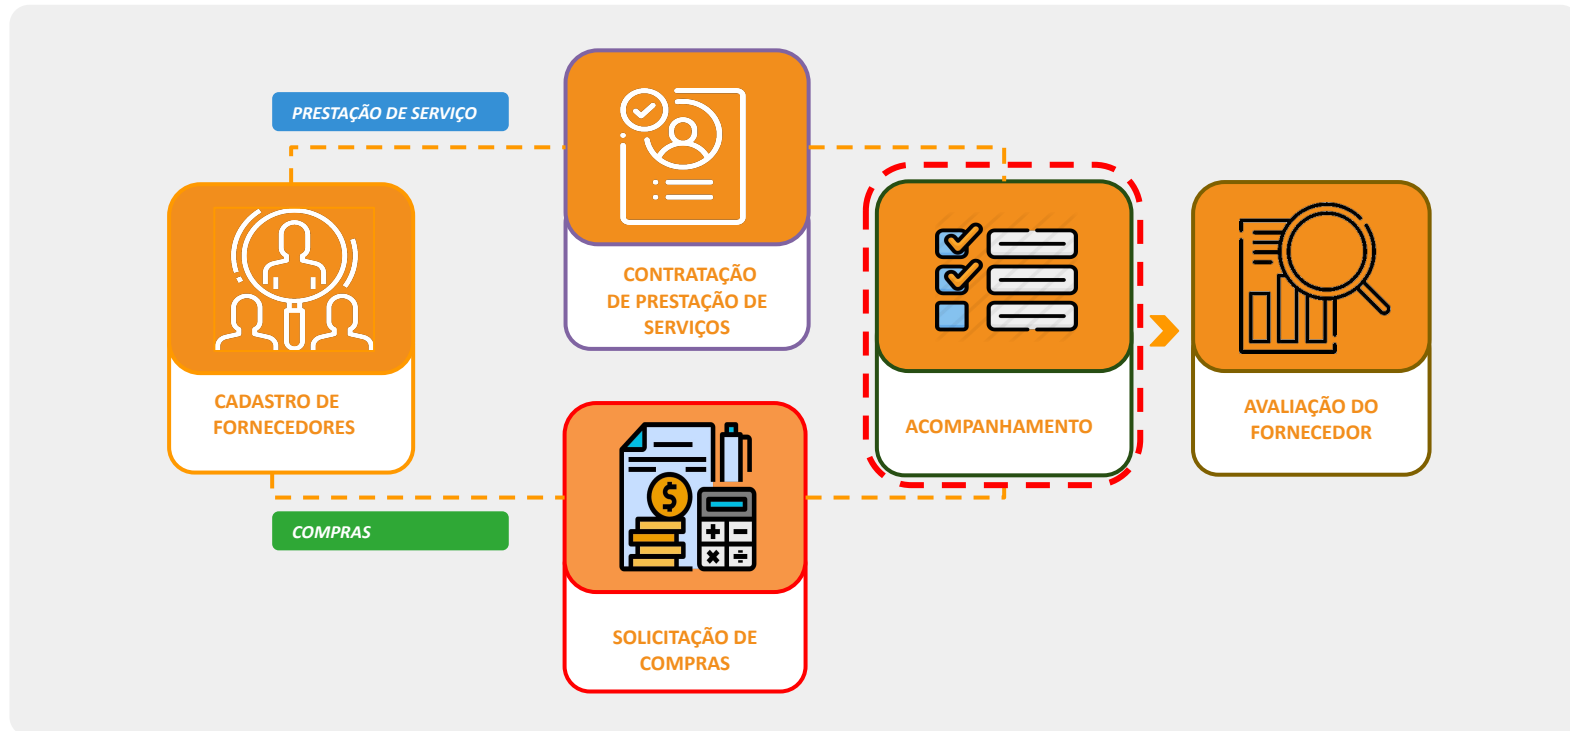 PRESTAÇÃO DE SERVIÇO
CONTRATAÇÃO
DE PRESTAÇÃO DE
SERVIÇOS
CADASTRO DE
FORNECEDORES
ACOMPANHAMENTO
AVALIAÇÃO DO
FORNECEDOR
COMPRAS
SOLICITAÇÃO DE
COMPRAS